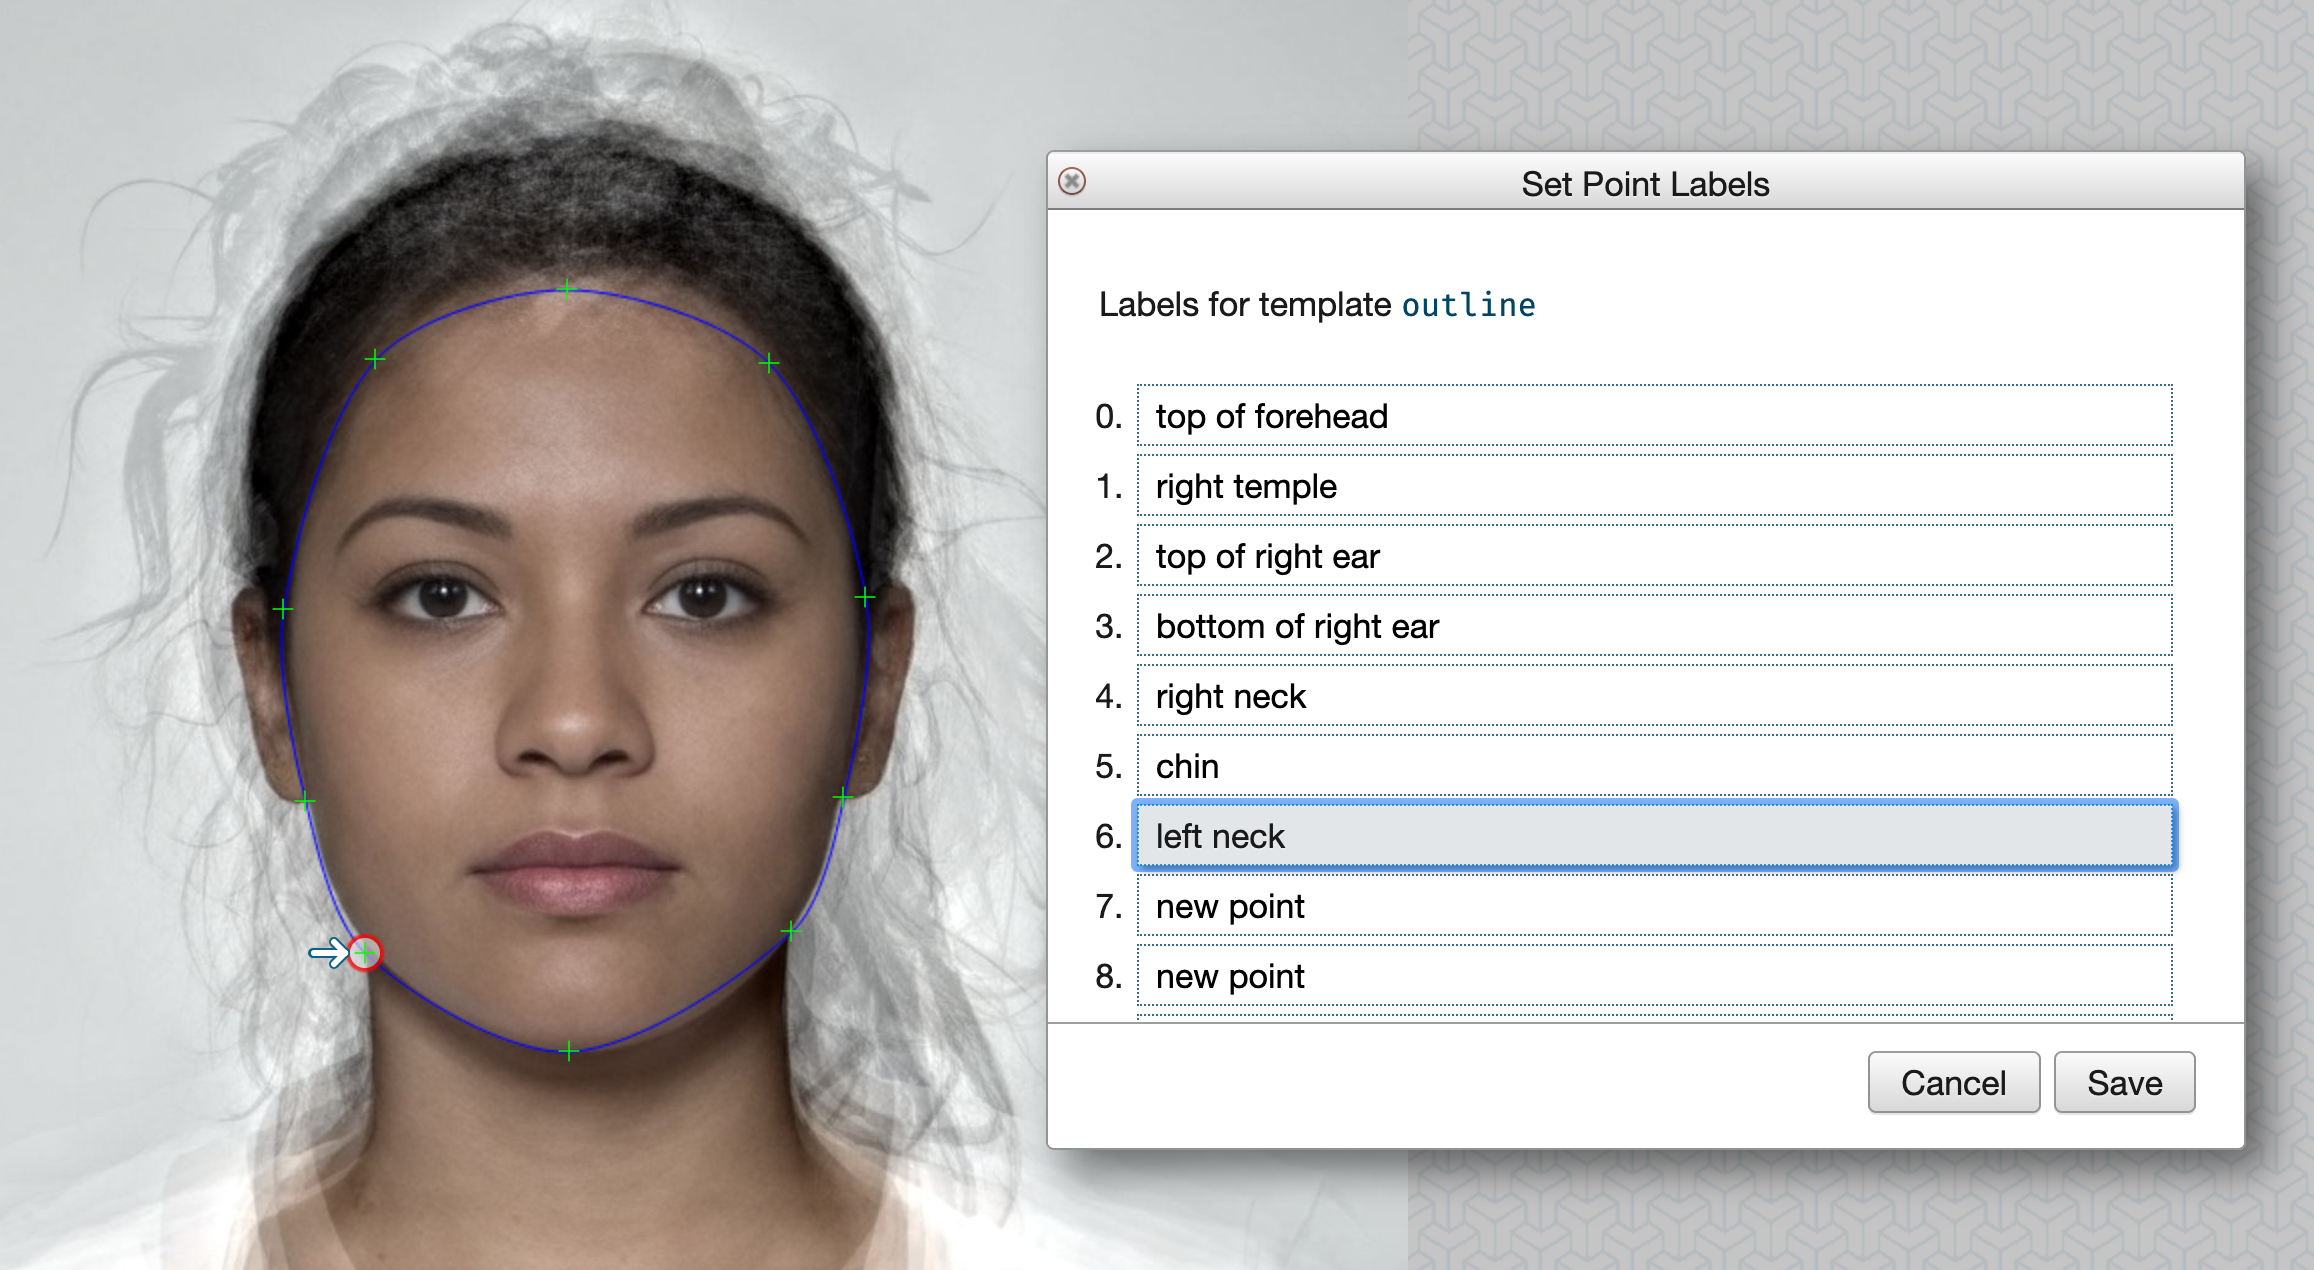 Set Point Labels
Labels for template outline
0. top of forehead
1. right temple
2. top of right ear
3. bottom of right ear
4. right neck
5. chin
6. left neck
7. new point
8. new point
Cancel Save